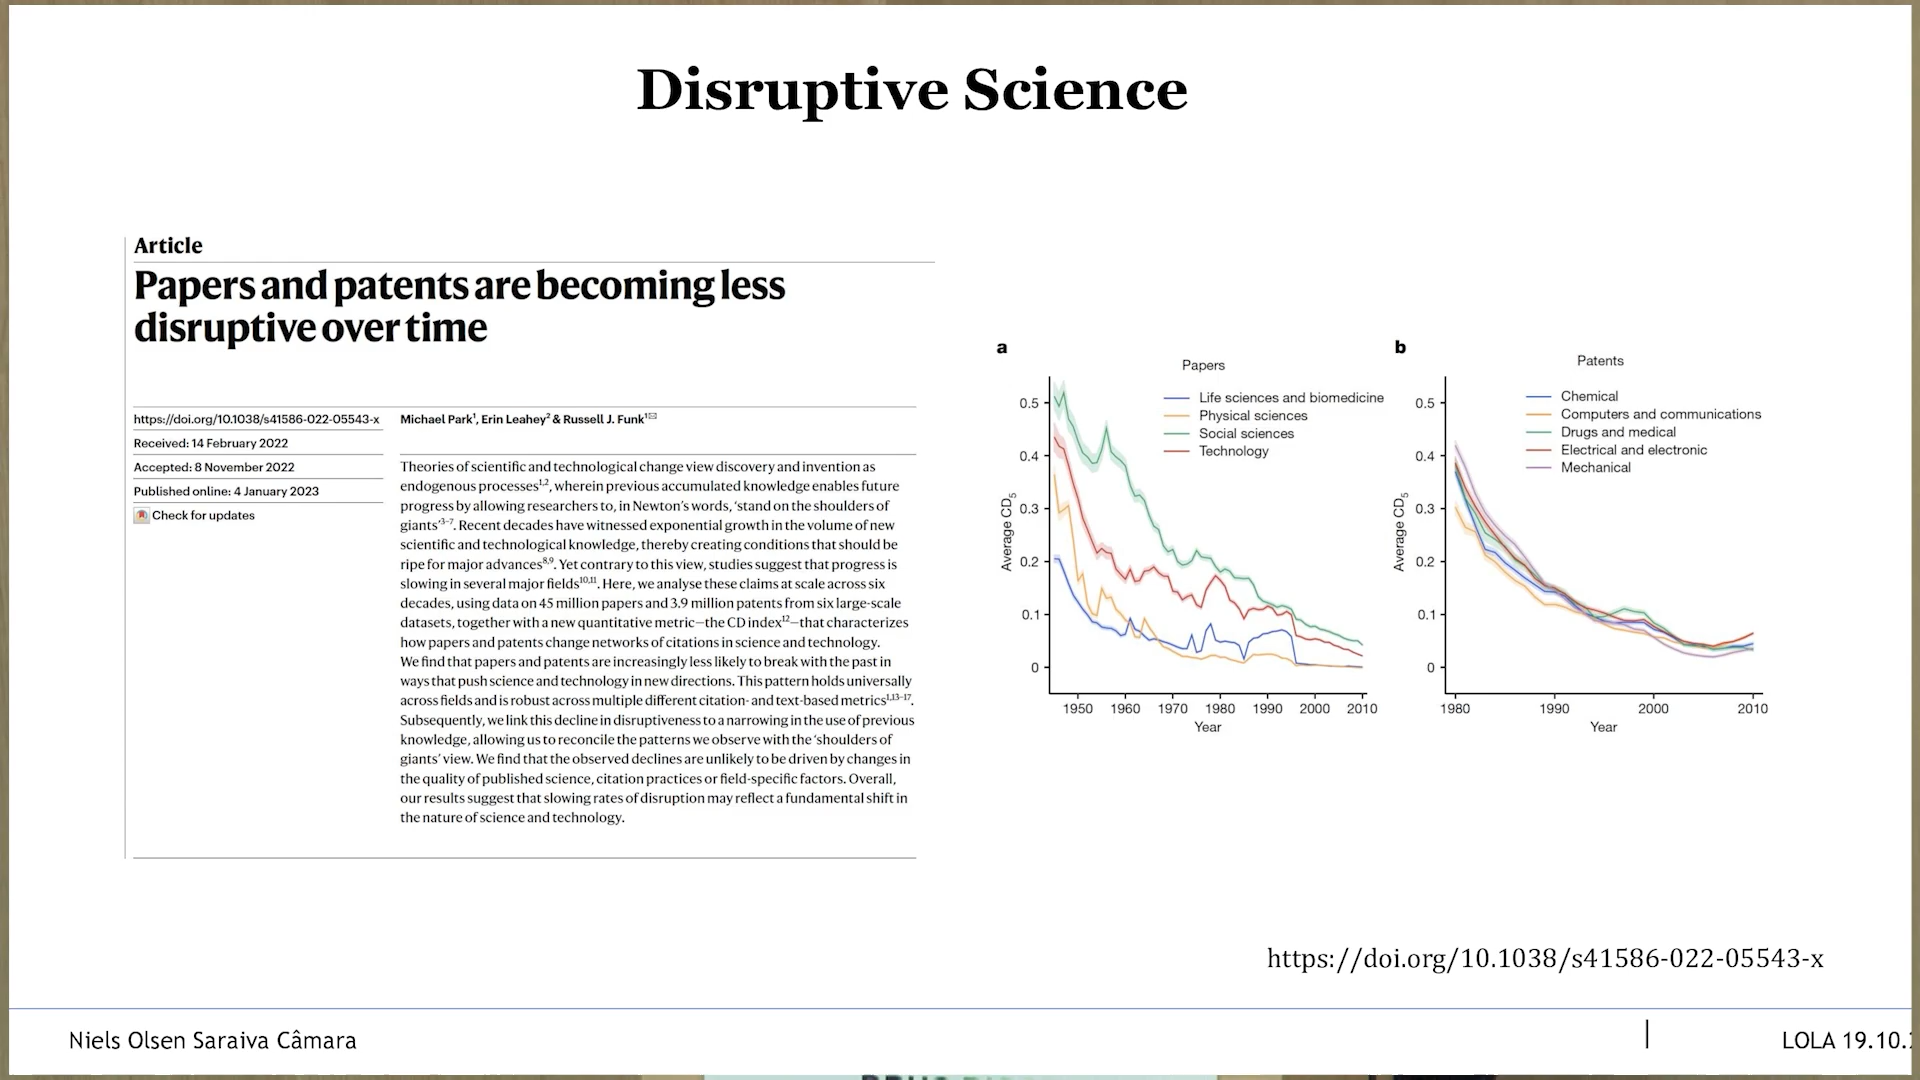 Disruptive Science
Article
Papers and patents are becoming less
disruptive over time
https://doi.org/10.1038/s41586-022-05543-x
Received: 14 February 2022
Accepted: 8 November 2022
Published online: 4 January 2023
Check for updates
Michael Park¹, Erin Leahey² & Russell J. Funk¹✉
Theories of scientific and technological change view discovery and invention as
endogenous processes¹,², wherein previous accumulated knowledge enables future
progress by allowing researchers to, in Newton’s words, ‘stand on the shoulders of
giants’³⁻⁷. Recent decades have witnessed exponential growth in the volume of new
scientific and technological knowledge, thereby creating conditions that should be
ripe for major advances⁸,⁹. Yet contrary to this view, studies suggest that progress is
slowing in several major fields¹⁰,¹¹. Here, we analyse these claims at scale across six
decades, using data on 45 million papers and 3.9 million patents from six large-scale
datasets, together with a new quantitative metric—the CD index¹²—that characterizes
how papers and patents change networks of citations in science and technology.
We find that papers and patents are increasingly less likely to break with the past in
ways that push science and technology in new directions. This pattern holds universally
across fields and is robust across multiple different citation- and text-based metrics¹,¹³⁻¹⁷.
Subsequently, we link this decline in disruptiveness to a narrowing in the use of previous
knowledge, allowing us to reconcile the patterns we observe with the ‘shoulders of
giants’ view. We find that the observed declines are unlikely to be driven by changes in
the quality of published science, citation practices or field-specific factors. Overall,
our results suggest that slowing rates of disruption may reflect a fundamental shift in
the nature of science and technology.
a
Papers
Life sciences and biomedicine
Physical sciences
Social sciences
Technology
Average CD₅
0.5
0.4
0.3
0.2
0.1
0
1950 1960 1970 1980 1990 2000 2010
Year
b
Patents
Chemical
Computers and communications
Drugs and medical
Electrical and electronic
Mechanical
Average CD₅
0.5
0.4
0.3
0.2
0.1
0
1980 1990 2000 2010
Year
https://doi.org/10.1038/s41586-022-05543-x
Niels Olsen Saraiva Câmara
LOLA 19.10.